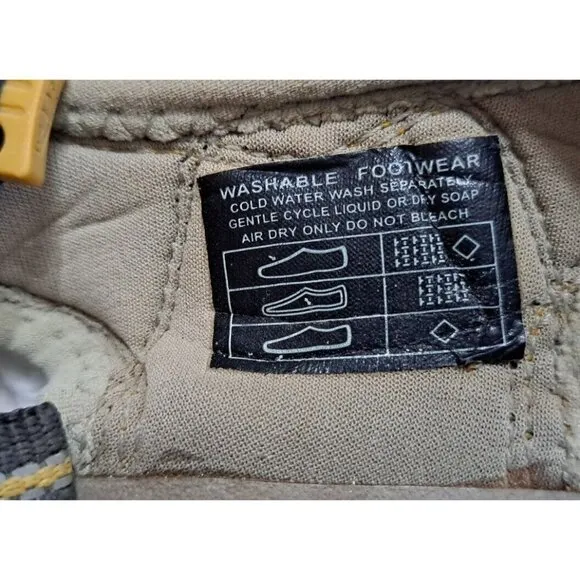 WASHABLE FOOTWEAR
COLD WATER WASH SEPARATELY
GENTLE CYCLE LIQUID OR DRY SOAP
AIR DRY ONLY DO NOT BLEACH